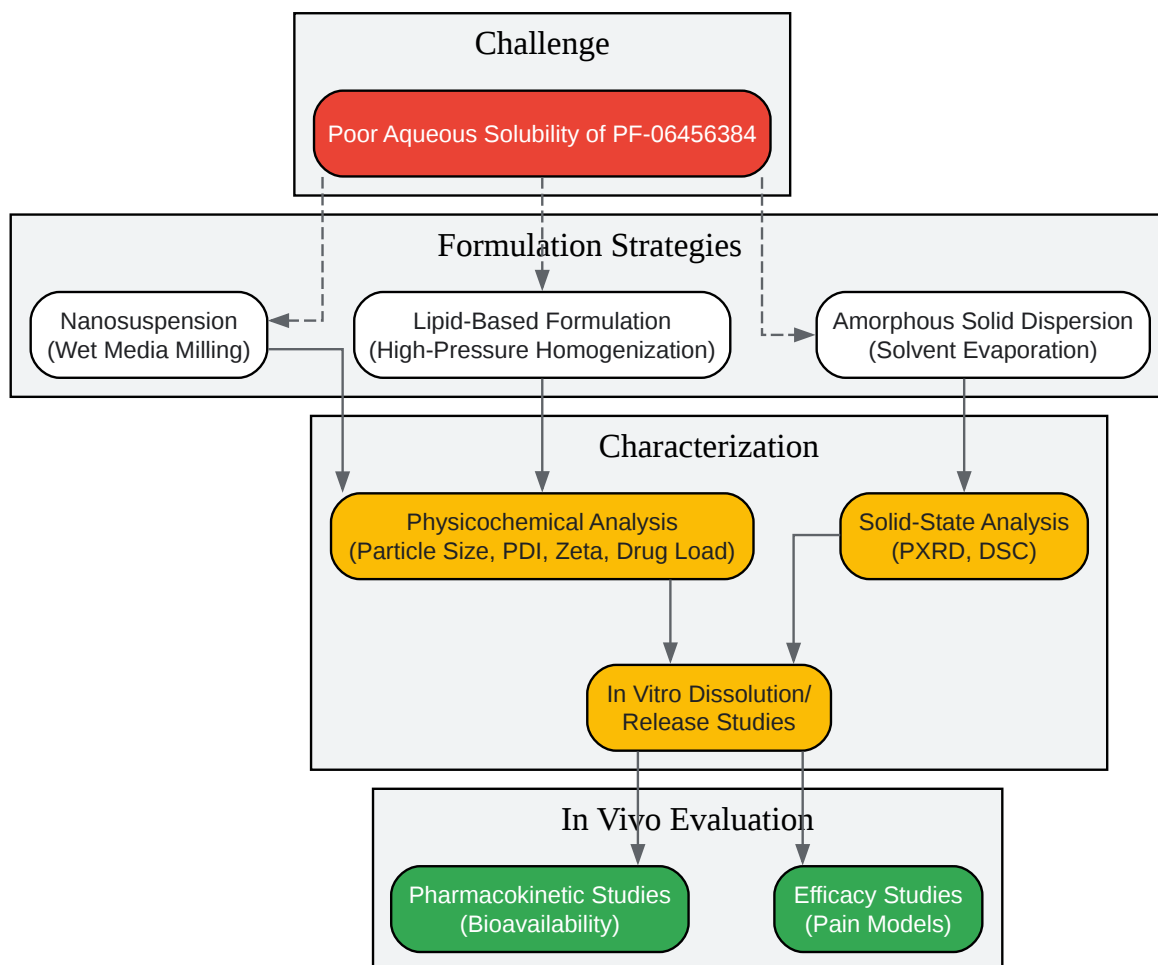 Challenge
Poor Aqueous Solubility of PF-06456384
Formulation Strategies
Nanosuspension
(Wet Media Milling)
Lipid-Based Formulation
(High-Pressure Homogenization)
Amorphous Solid Dispersion
(Solvent Evaporation)
Characterization
Physicochemical Analysis
(Particle Size, PDI, Zeta, Drug Load)
Solid-State Analysis
(PXRD, DSC)
In Vitro Dissolution/
Release Studies
In Vivo Evaluation
Pharmacokinetic Studies
(Bioavailability)
Efficacy Studies
(Pain Models)